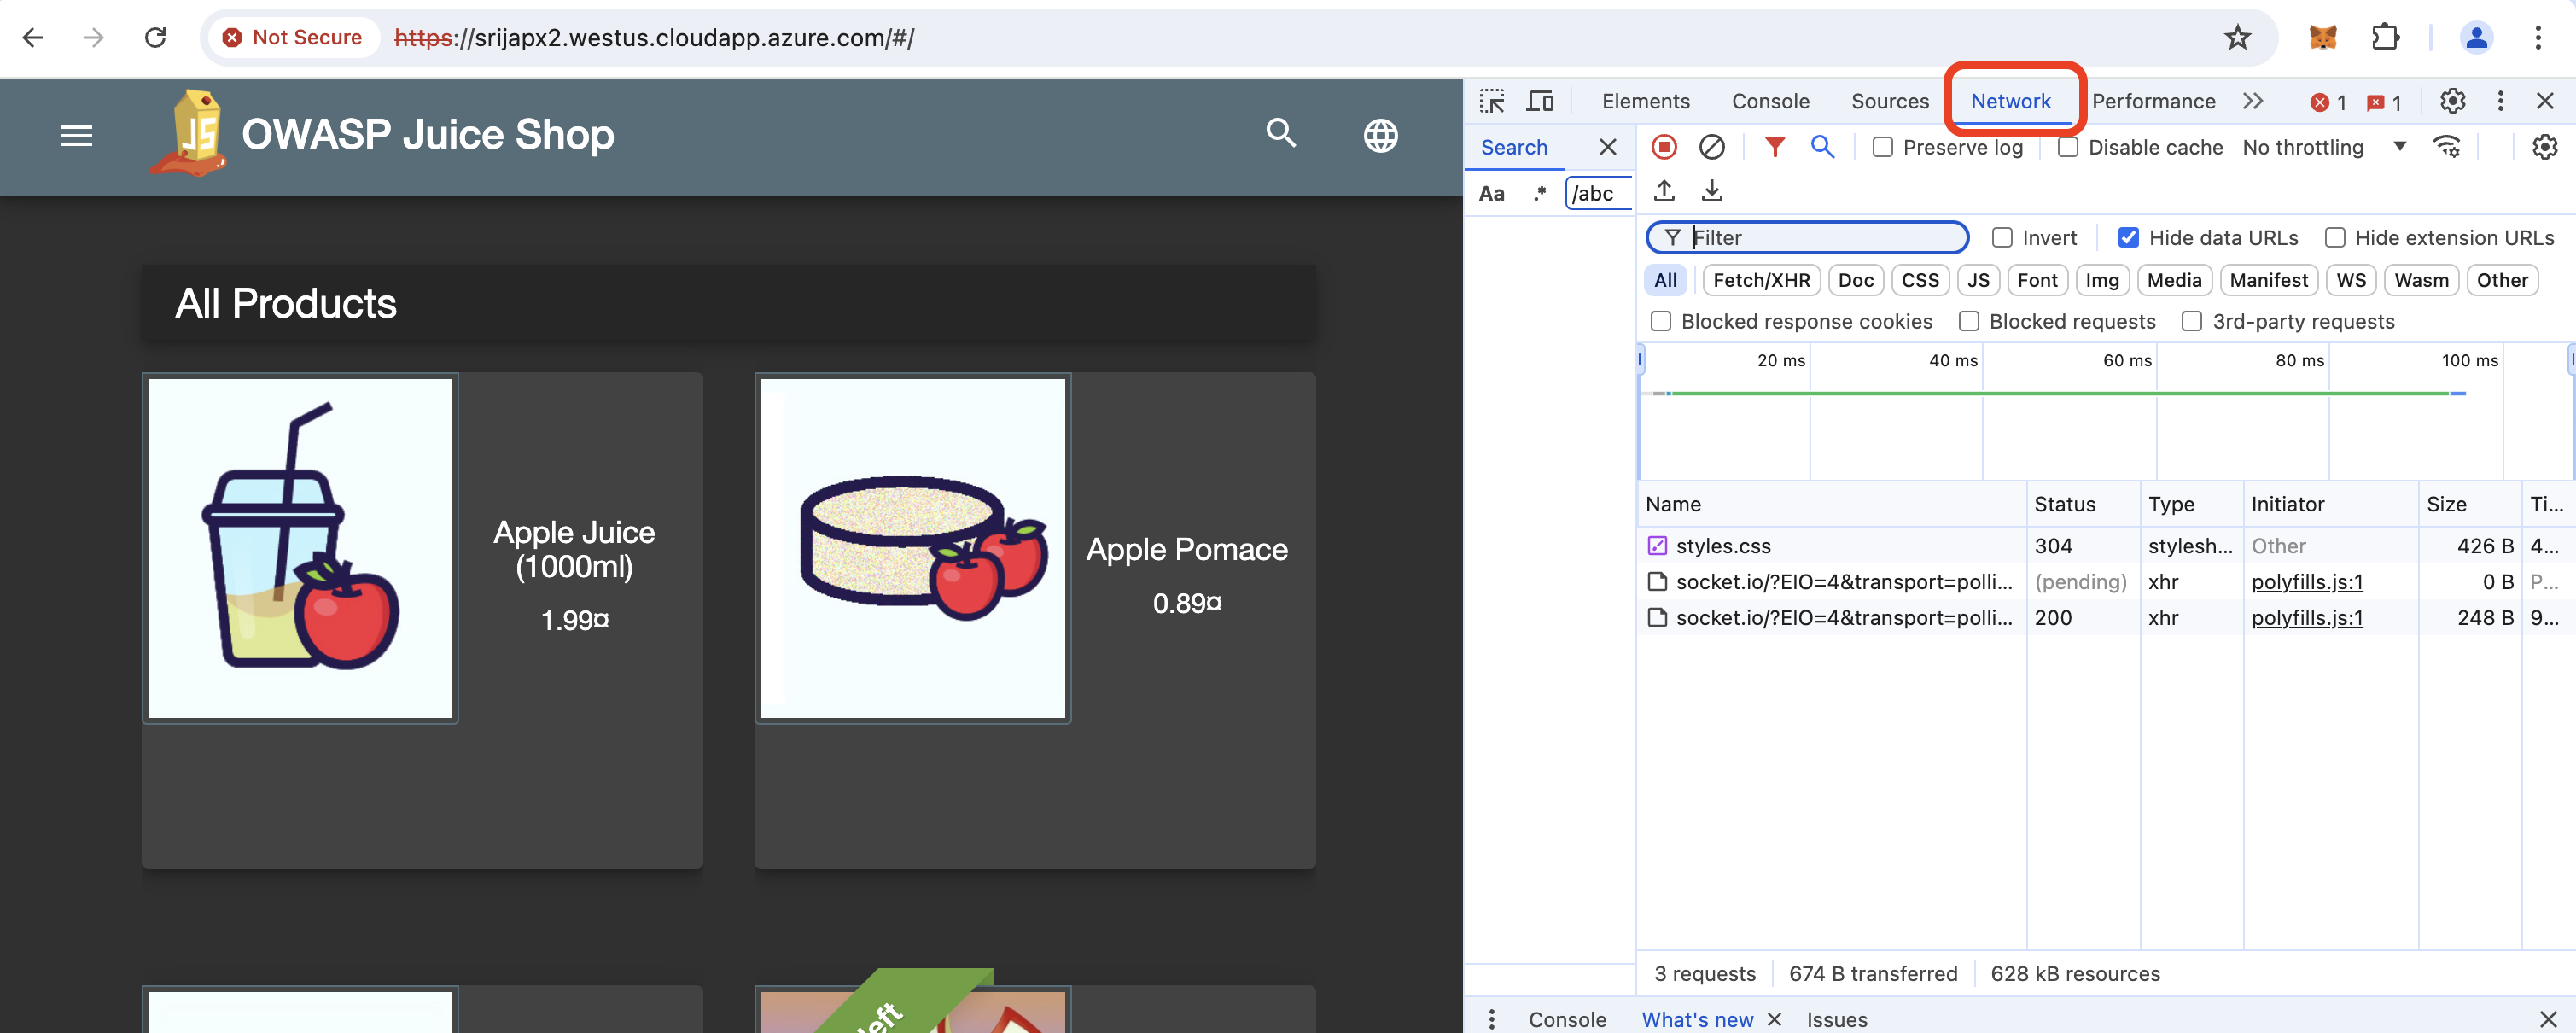 Not Secure https://srijapx2.westus.cloudapp.azure.com/#/
JS OWASP Juice Shop
All Products
Apple Juice
(1000ml)
1.99¤
Apple Pomace
0.89¤
left
Elements Console Sources Network Performance 1 1
Search Preserve log Disable cache No throttling
Aa .* /abc
Filter Invert Hide data URLs Hide extension URLs
All Fetch/XHR Doc CSS JS Font Img Media Manifest WS Wasm Other
Blocked response cookies Blocked requests 3rd-party requests
20 ms 40 ms 60 ms 80 ms 100 ms
Name Status Type Initiator Size Ti...
styles.css 304 stylesh... Other 426 B 4...
socket.io/?EIO=4&transport=polli... (pending) xhr polyfills.js:1 0 B P...
socket.io/?EIO=4&transport=polli... 200 xhr polyfills.js:1 248 B 9...
3 requests 674 B transferred 628 kB resources
Console What's new Issues